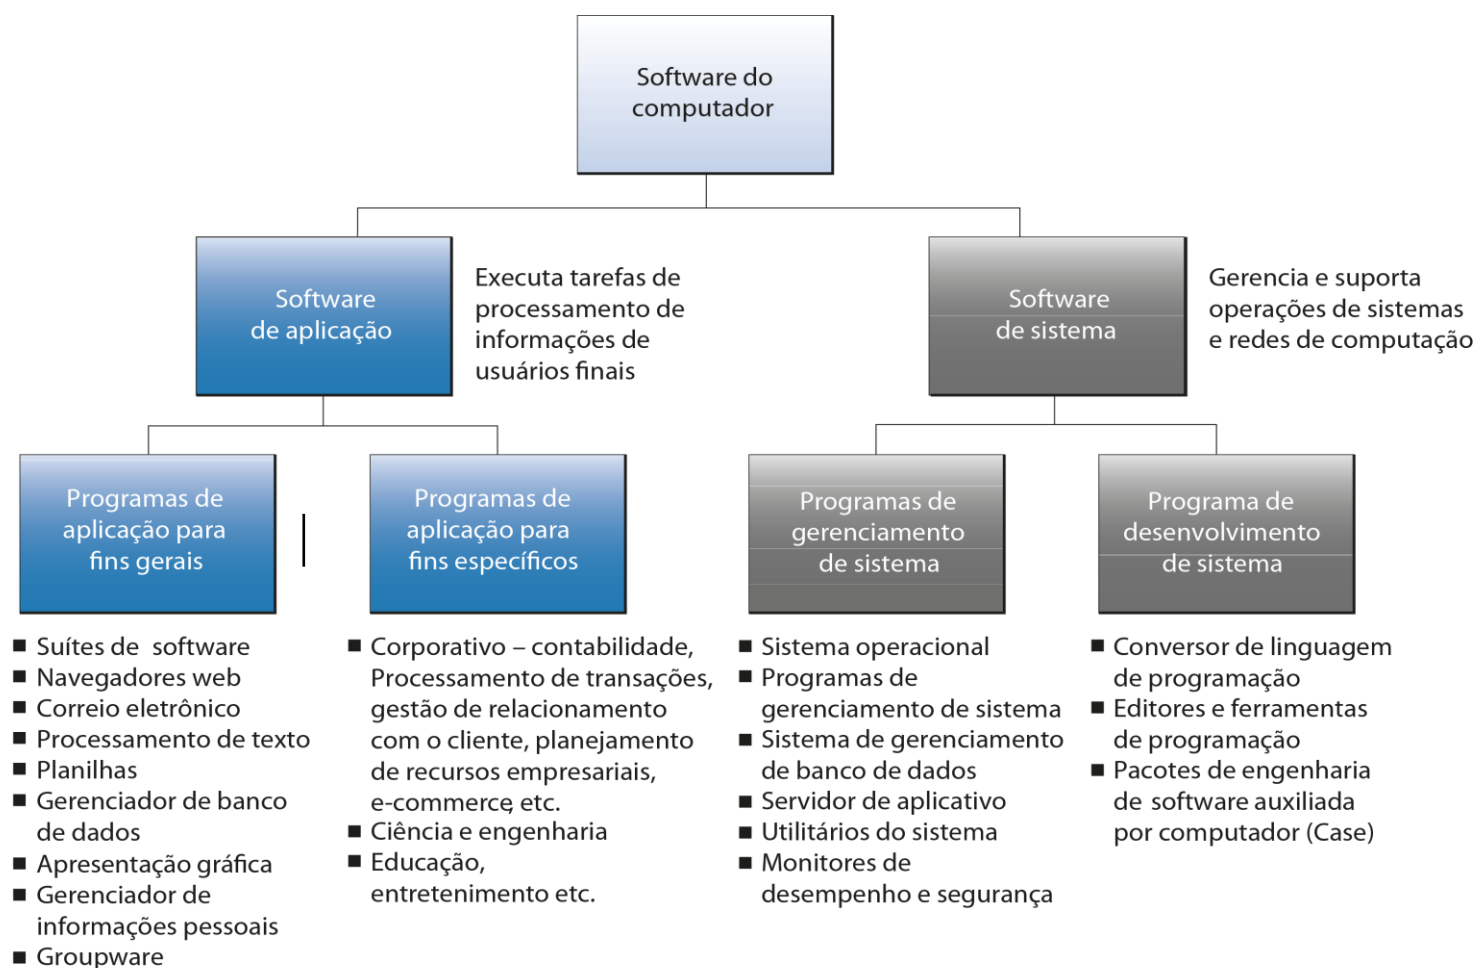 Software do
computador
Software
de aplicação
Executa tarefas de
processamento de
informações de
usuários finais
Software
de sistema
Gerencia e suporta
operações de sistemas
e redes de computação
Programas de
aplicação para
fins gerais
Programas de
aplicação para
fins específicos
Programas de
gerenciamento
de sistema
Programa de
desenvolvimento
de sistema
■ Suítes de software
■ Navegadores web
■ Correio eletrônico
■ Processamento de texto
■ Planilhas
■ Gerenciador de banco
de dados
■ Apresentação gráfica
■ Gerenciador de
informações pessoais
■ Groupware
■ Corporativo – contabilidade,
Processamento de transações,
gestão de relacionamento
com o cliente, planejamento
de recursos empresariais,
e-commerce, etc.
■ Ciência e engenharia
■ Educação,
entretenimento etc.
■ Sistema operacional
■ Programas de
gerenciamento de sistema
■ Sistema de gerenciamento
de banco de dados
■ Servidor de aplicativo
■ Utilitários do sistema
■ Monitores de
desempenho e segurança
■ Conversor de linguagem
de programação
■ Editores e ferramentas
de programação
■ Pacotes de engenharia
de software auxiliada
por computador (Case)